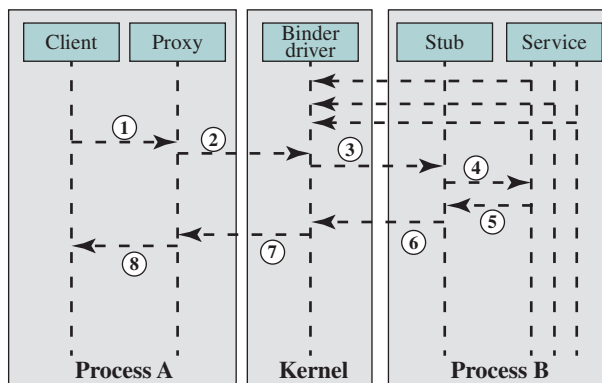 Client
Proxy
Binder
driver
Stub
Service
1
2
3
4
5
6
7
8
Process A
Kernel
Process B